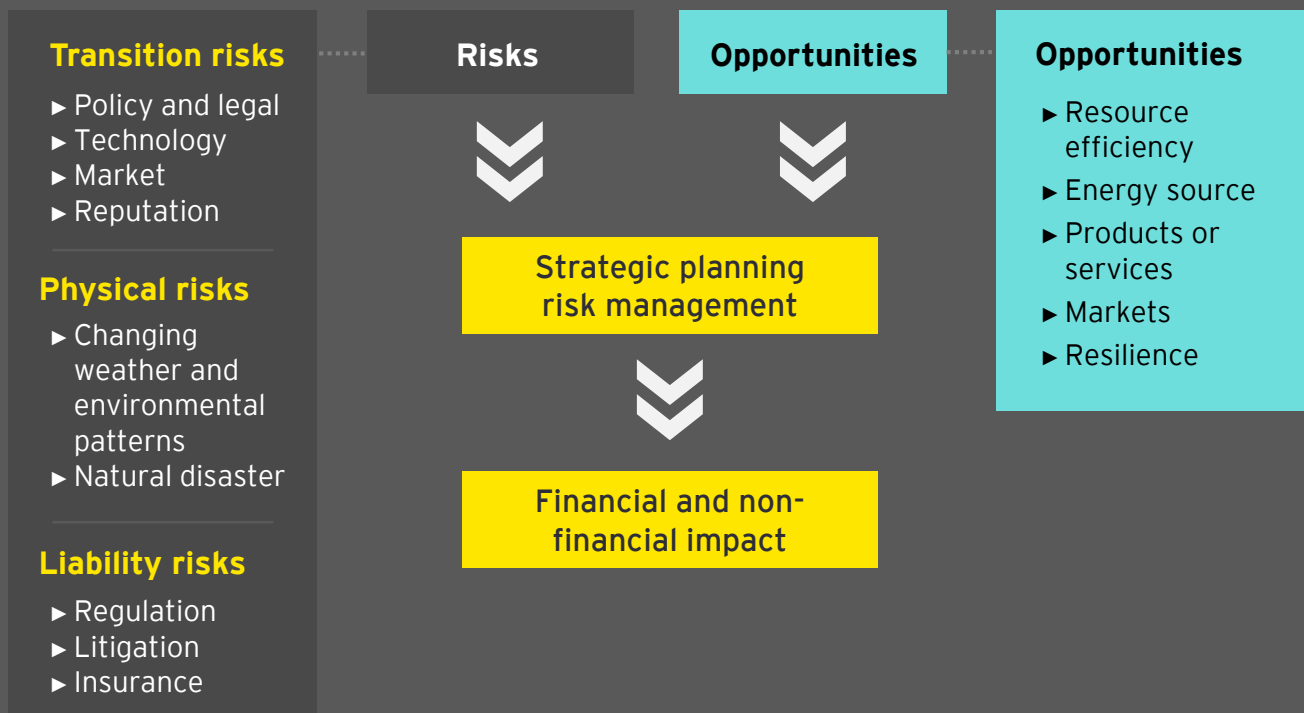 Transition risks
► Policy and legal
► Technology
► Market
► Reputation
Physical risks
► Changing
weather and
environmental
patterns
► Natural disaster
Liability risks
► Regulation
► Litigation
► Insurance
Risks
Opportunities
Strategic planning
risk management
Financial and non-
financial impact
Opportunities
► Resource
efficiency
► Energy source
► Products or
services
► Markets
► Resilience